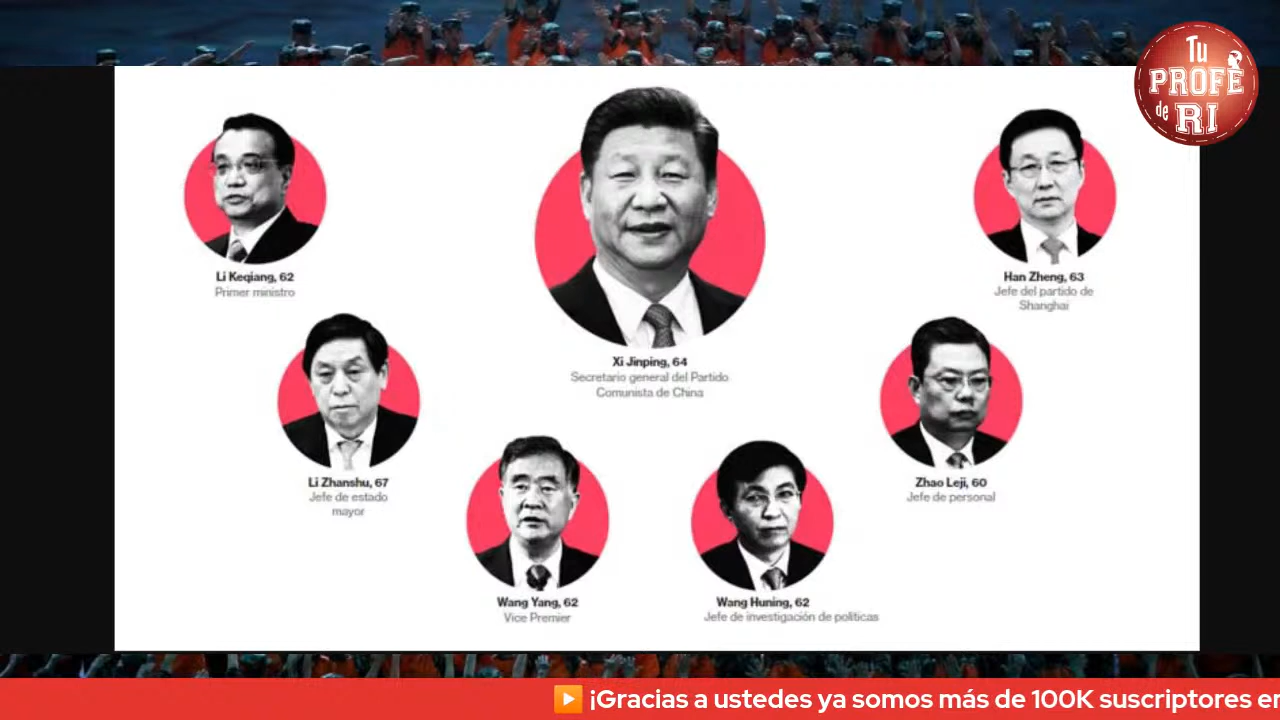 Tu
PROFE
de RI
Li Keqiang, 62
Primer ministro
Xi Jinping, 64
Secretario general del Partido
Comunista de China
Han Zheng, 63
Jefe del partido de
Shanghai
Li Zhanshu, 67
Jefe de estado
mayor
Zhao Leji, 60
Jefe de personal
Wang Yang, 62
Vice Premier
Wang Huning, 62
Jefe de investigación de políticas
¡Gracias a ustedes ya somos más de 100K suscriptores en